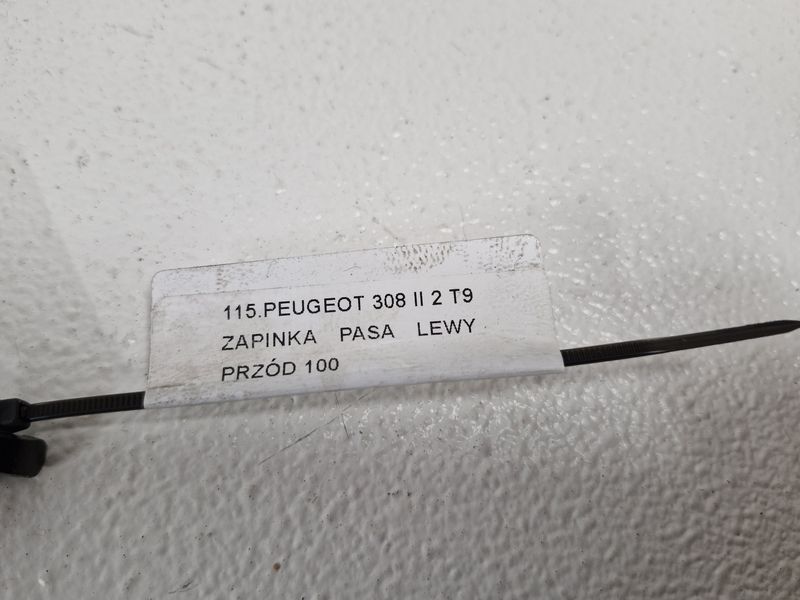 115.PEUGEOT 308 II 2 T9
ZAPINKA PASA LEWY
PRZÓD 100